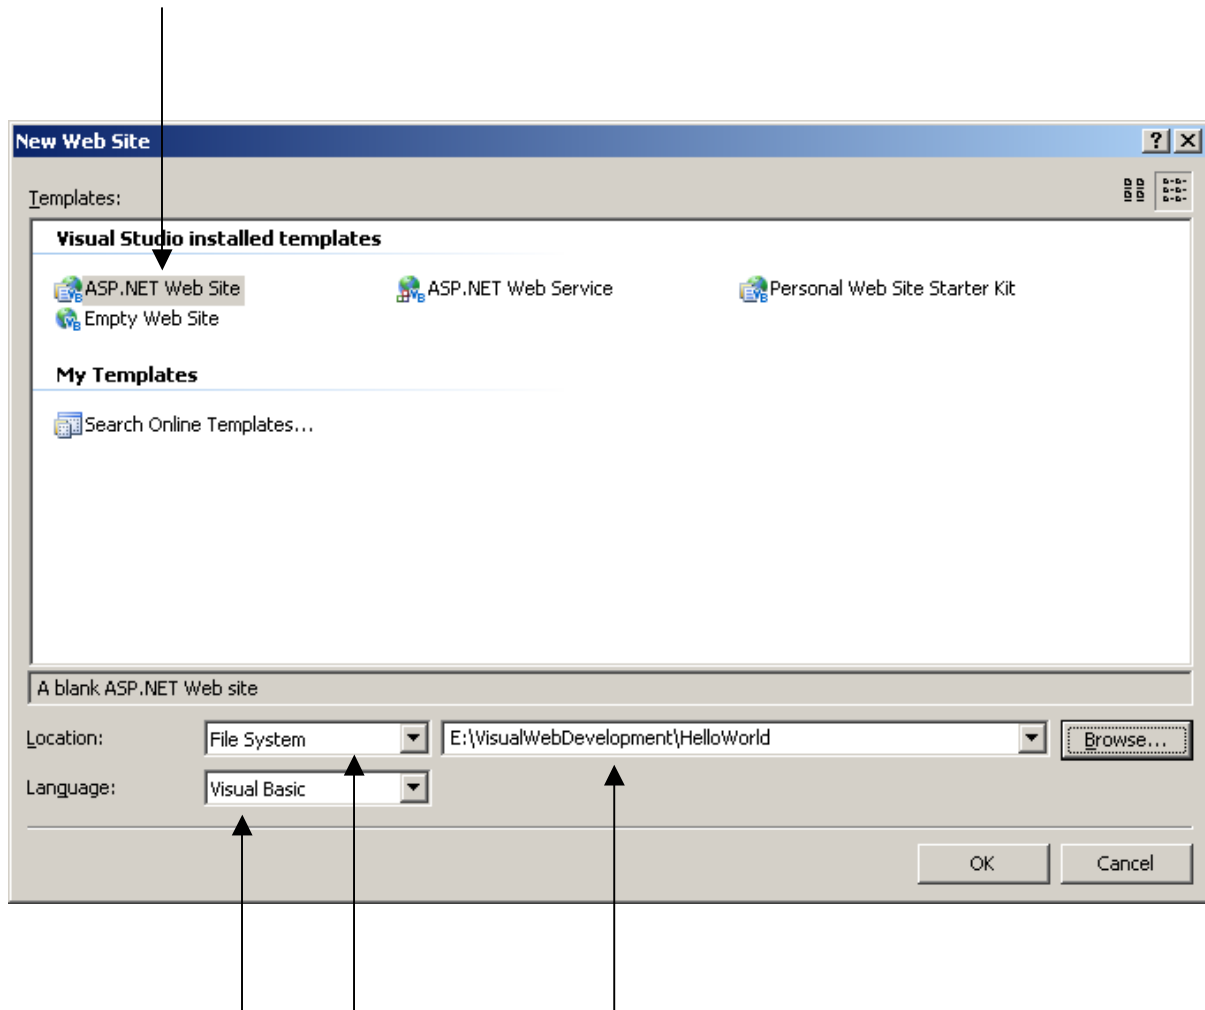 New Web Site
Templates:
Visual Studio installed templates
ASP.NET Web Site
ASP.NET Web Service
Personal Web Site Starter Kit
Empty Web Site
My Templates
Search Online Templates...
A blank ASP.NET Web site
Location:
File System
E:\VisualWebDevelopment\HelloWorld
Browse...
Language:
Visual Basic
OK
Cancel